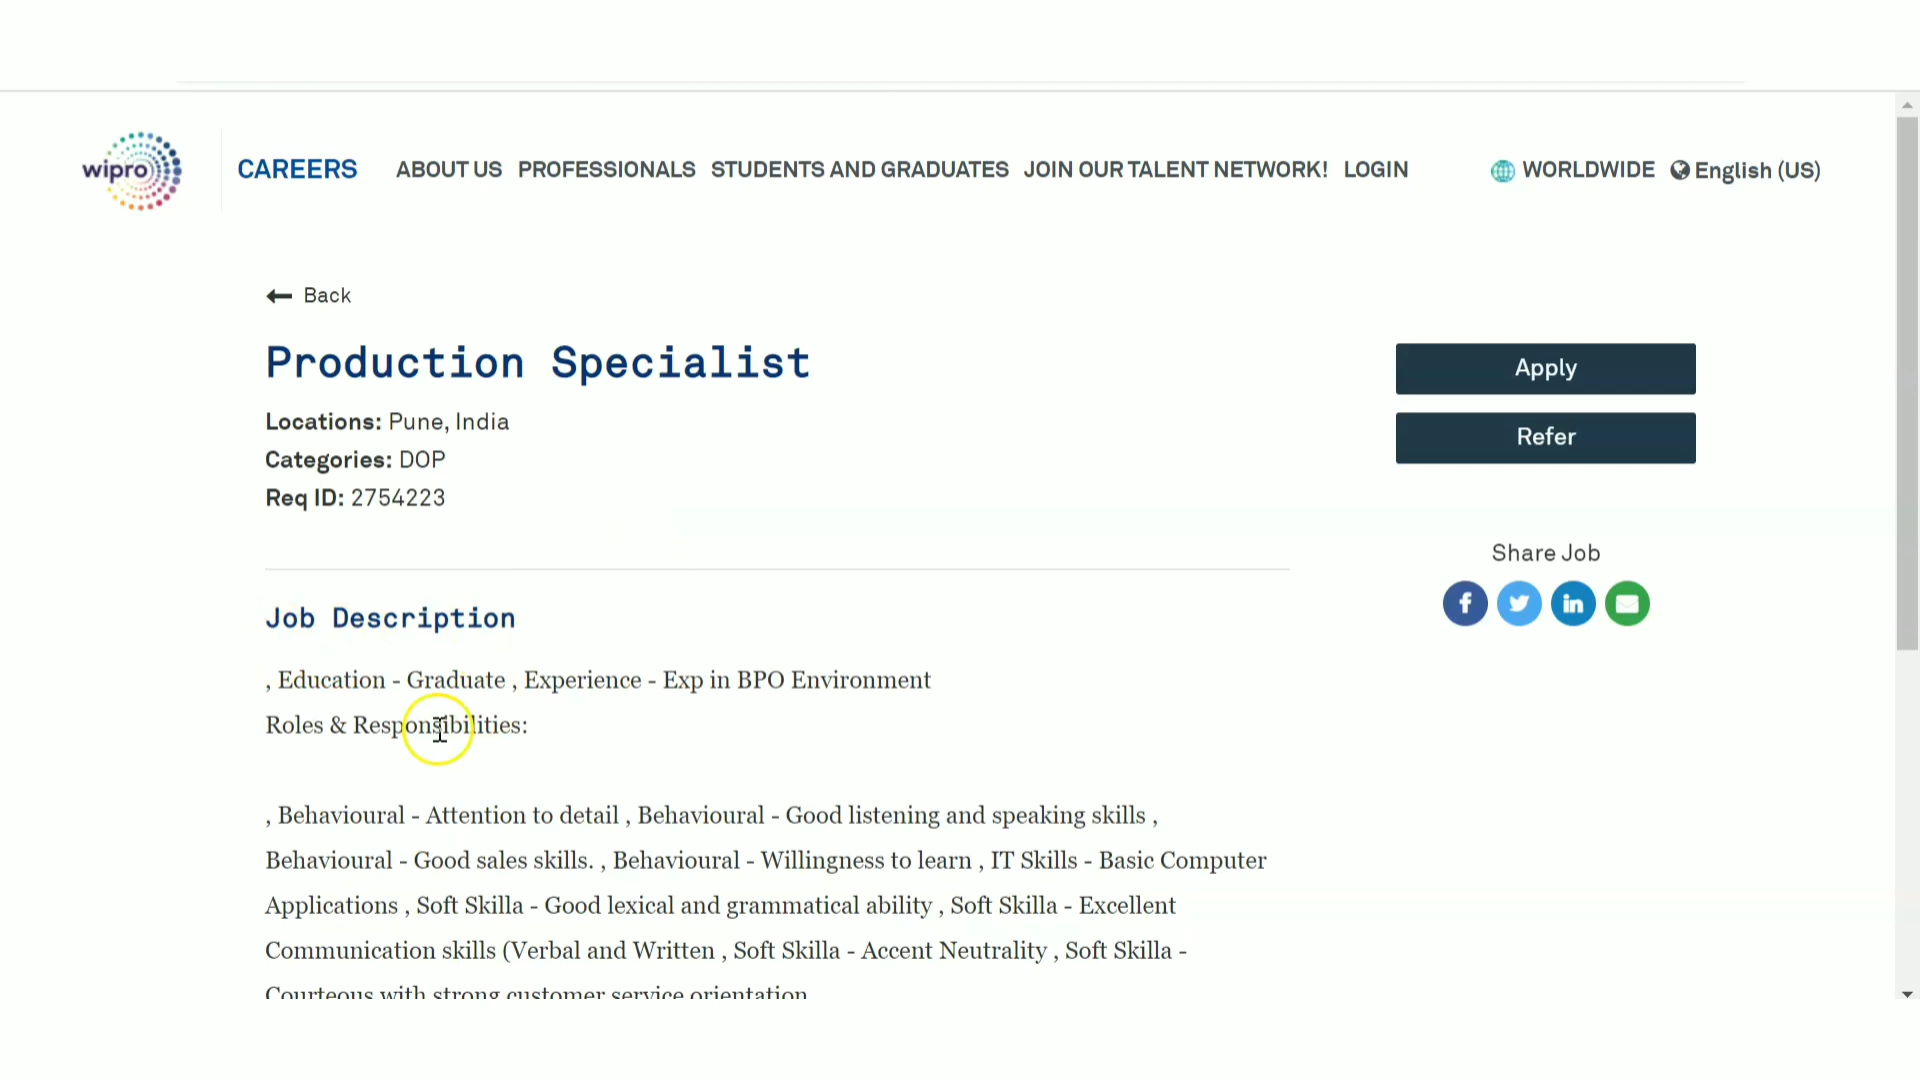 wipro
CAREERS ABOUT US PROFESSIONALS STUDENTS AND GRADUATES JOIN OUR TALENT NETWORK! LOGIN WORLDWIDE English (US)
Back
Production Specialist
Apply
Locations: Pune, India
Refer
Categories: DOP
Req ID: 2754223
Share Job
Job Description
, Education - Graduate , Experience - Exp in BPO Environment
Roles & Responsibilities:
, Behavioural - Attention to detail , Behavioural - Good listening and speaking skills ,
Behavioural - Good sales skills. , Behavioural - Willingness to learn , IT Skills - Basic Computer
Applications , Soft Skilla - Good lexical and grammatical ability , Soft Skilla - Excellent
Communication skills (Verbal and Written , Soft Skilla - Accent Neutrality , Soft Skilla -
Courteous with strong customer service orientation